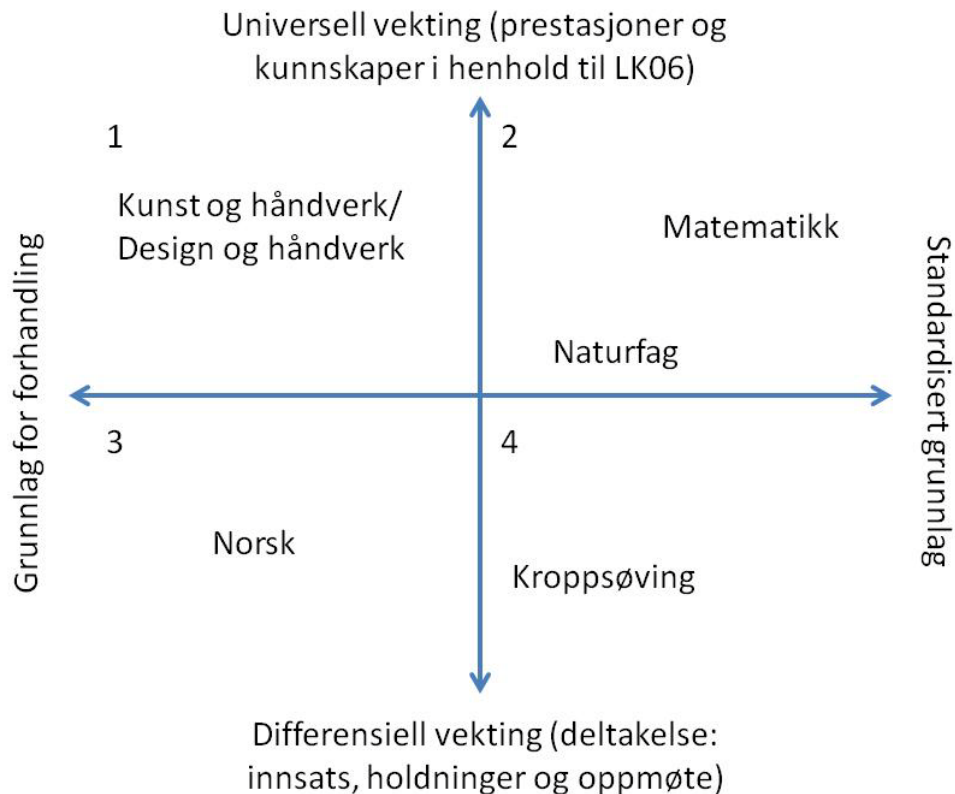 Universell vekting (prestasjoner og
kunnskaper i henhold til LK06)
1
2
Kunst og håndverk/
Design og håndverk
Matematikk
Naturfag
Grunnlag for forhandling
Standardisert grunnlag
3
4
Norsk
Kroppsøving
Differensiell vekting (deltakelse:
innsats, holdninger og oppmøte)